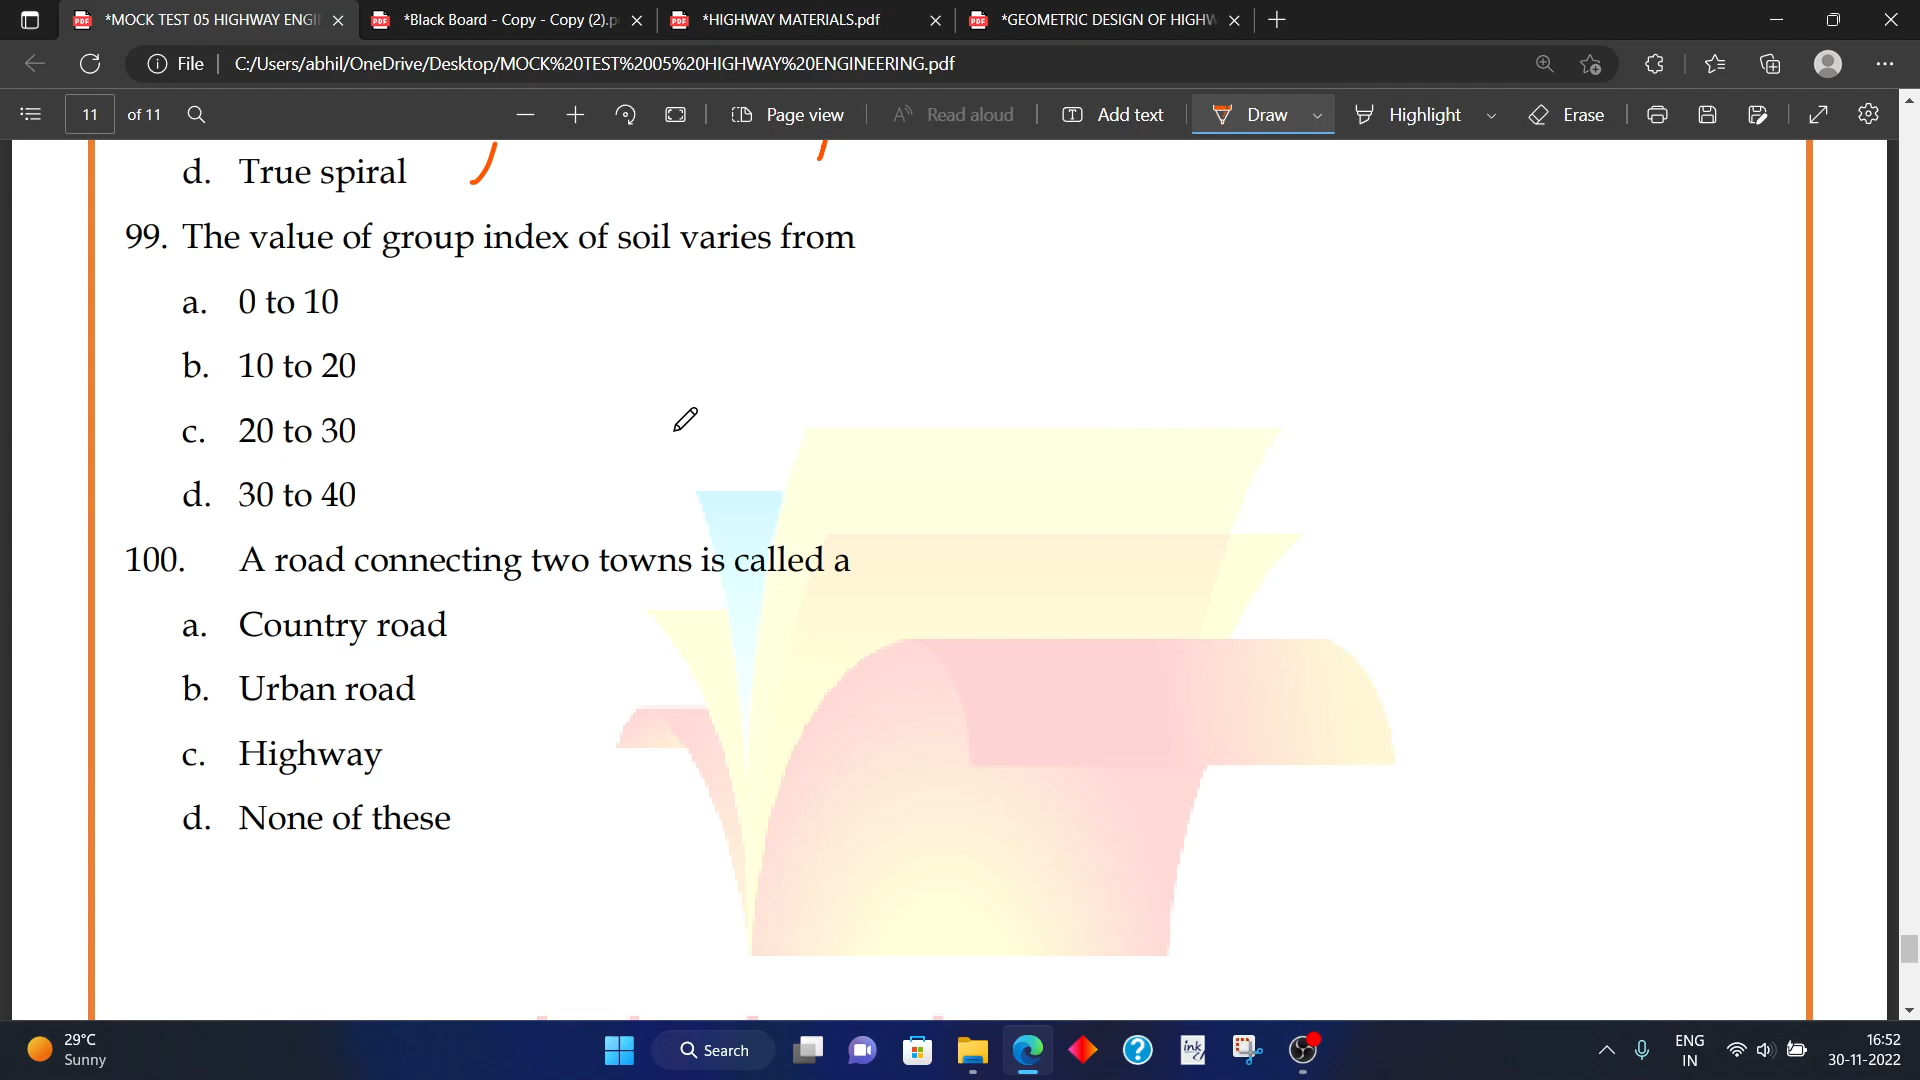 *MOCK TEST 05 HIGHWAY ENGI
*Black Board - Copy - Copy (2).p
*HIGHWAY MATERIALS.pdf
*GEOMETRIC DESIGN OF HIGHW
File
C:/Users/abhil/OneDrive/Desktop/MOCK%20TEST%2005%20HIGHWAY%20ENGINEERING.pdf
11 of 11
Page view
Read aloud
Add text
Draw
Highlight
Erase
d. True spiral
99. The value of group index of soil varies from
a. 0 to 10
b. 10 to 20
c. 20 to 30
d. 30 to 40
100. A road connecting two towns is called a
a. Country road
b. Urban road
c. Highway
d. None of these
29°C
Sunny
Search
ink
ENG
IN
16:52
30-11-2022